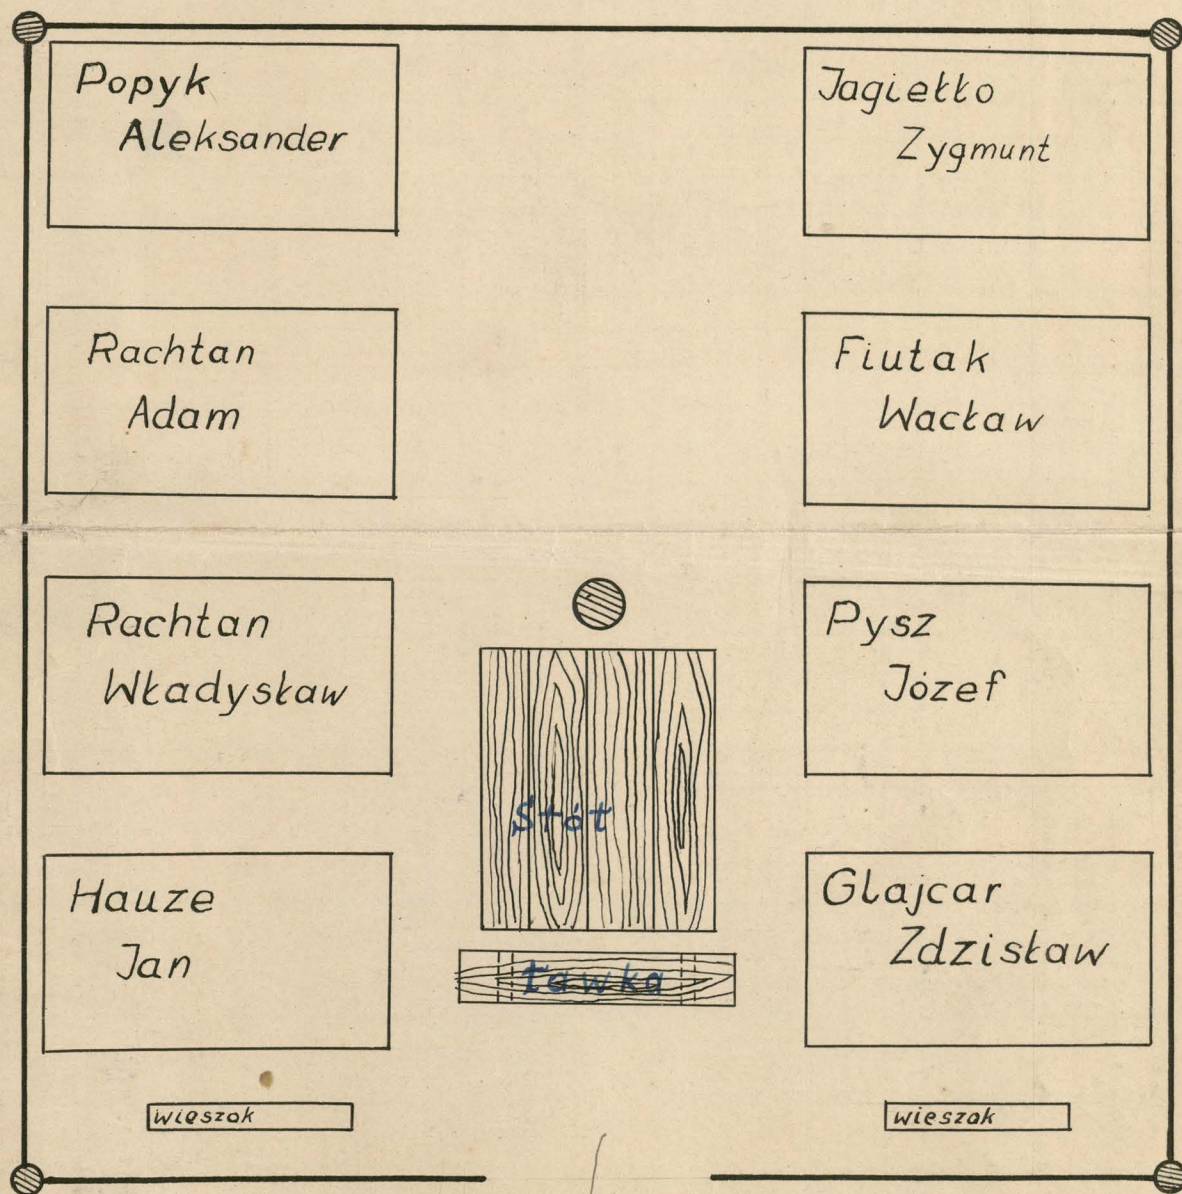 Popyk
Aleksander
Jagiełło
Zygmunt
Rachtan
Adam
Fiutak
Wacław
Rachtan
Władysław
Pysz
Józef
Stół
Hauze
Jan
Glajcar
Zdzisław
ławka
wieszak
wieszak